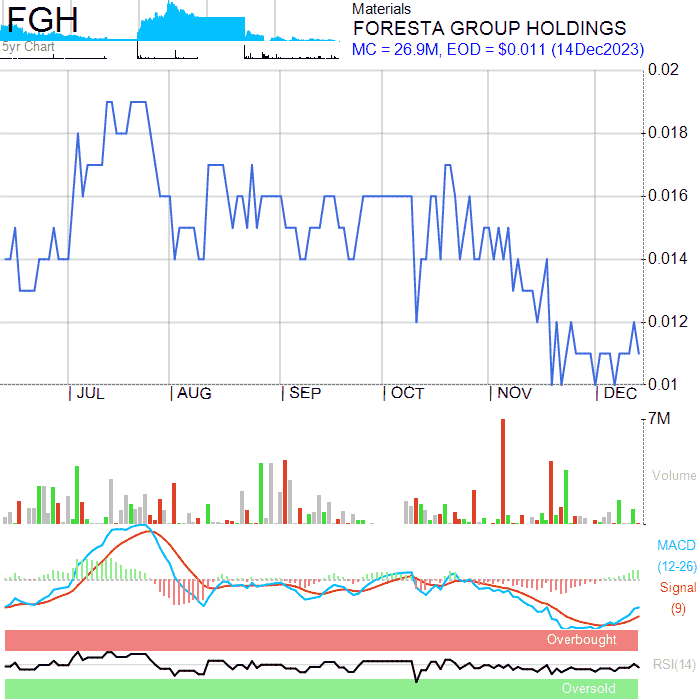 FGH
5yr Chart
Materials
FORESTA GROUP HOLDINGS
MC = 26.9M, EOD = $0.011 (14Dec2023)
0.02
0.018
0.016
0.014
0.012
0.01
JUL AUG SEP OCT NOV DEC
7M
Volume
MACD
(12-26)
Signal
(9)
Overbought
RSI(14)
Oversold